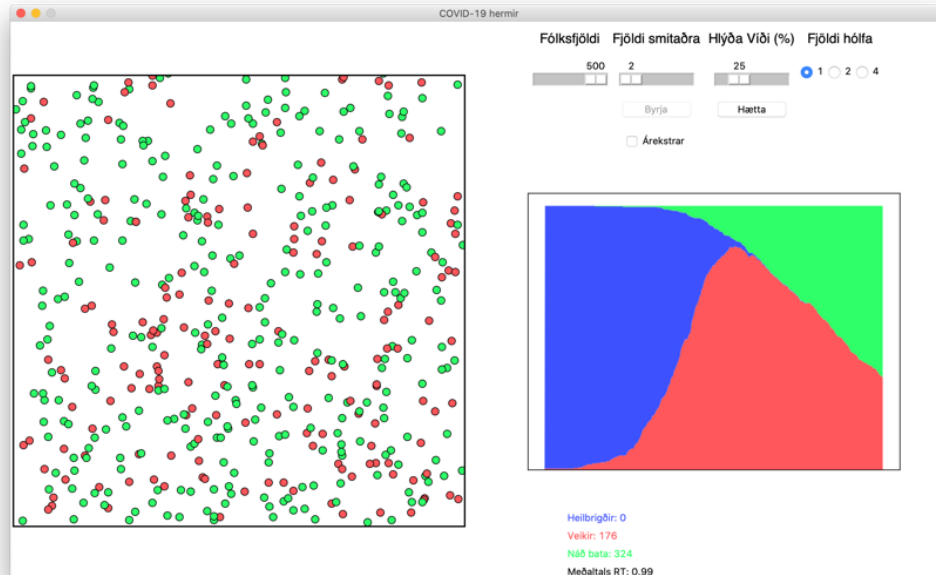 COVID-19 hermir
Fólksfjöldi Fjöldi smitaðra Hlýða Víði (%) Fjöldi hólfa
500 2 25 1 2 4
Byrja Hætta
Árekstrar
Heilbrigðir: 0
Veikir: 176
Náð bata: 324
Meðaltals RT: 0.99